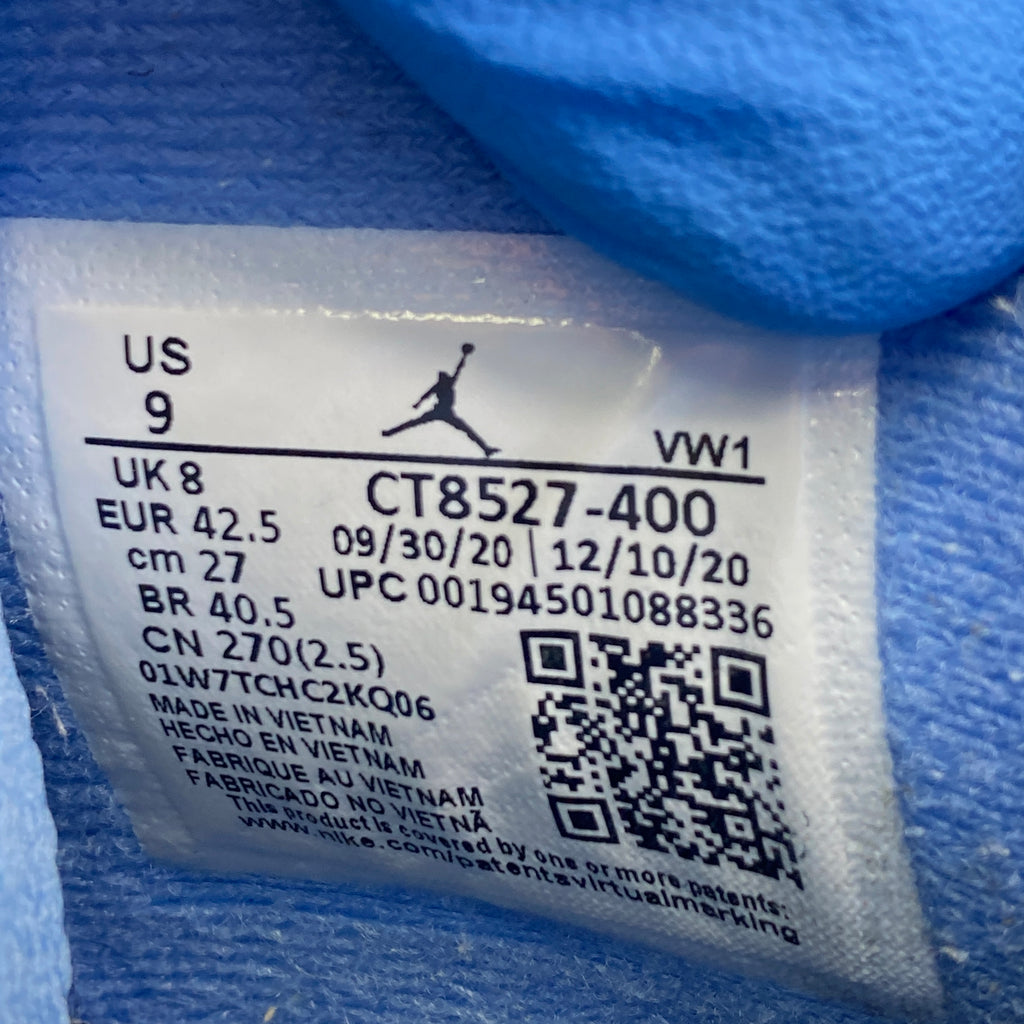 US
9
VW1
UK 8
CT8527-400
EUR 42.5
09/30/20 | 12/10/20
cm 27
UPC 00194501088336
BR 40.5
CN 270(2.5)
01W7TCHC2KQ06
MADE IN VIETNAM
HECHO EN VIETNAM
FABRIQUE AU VIETNAM
FABRICADO NO VIETNÃ
This product is covered by one or more patents:
www.nike.com/patentsvirtualmarking